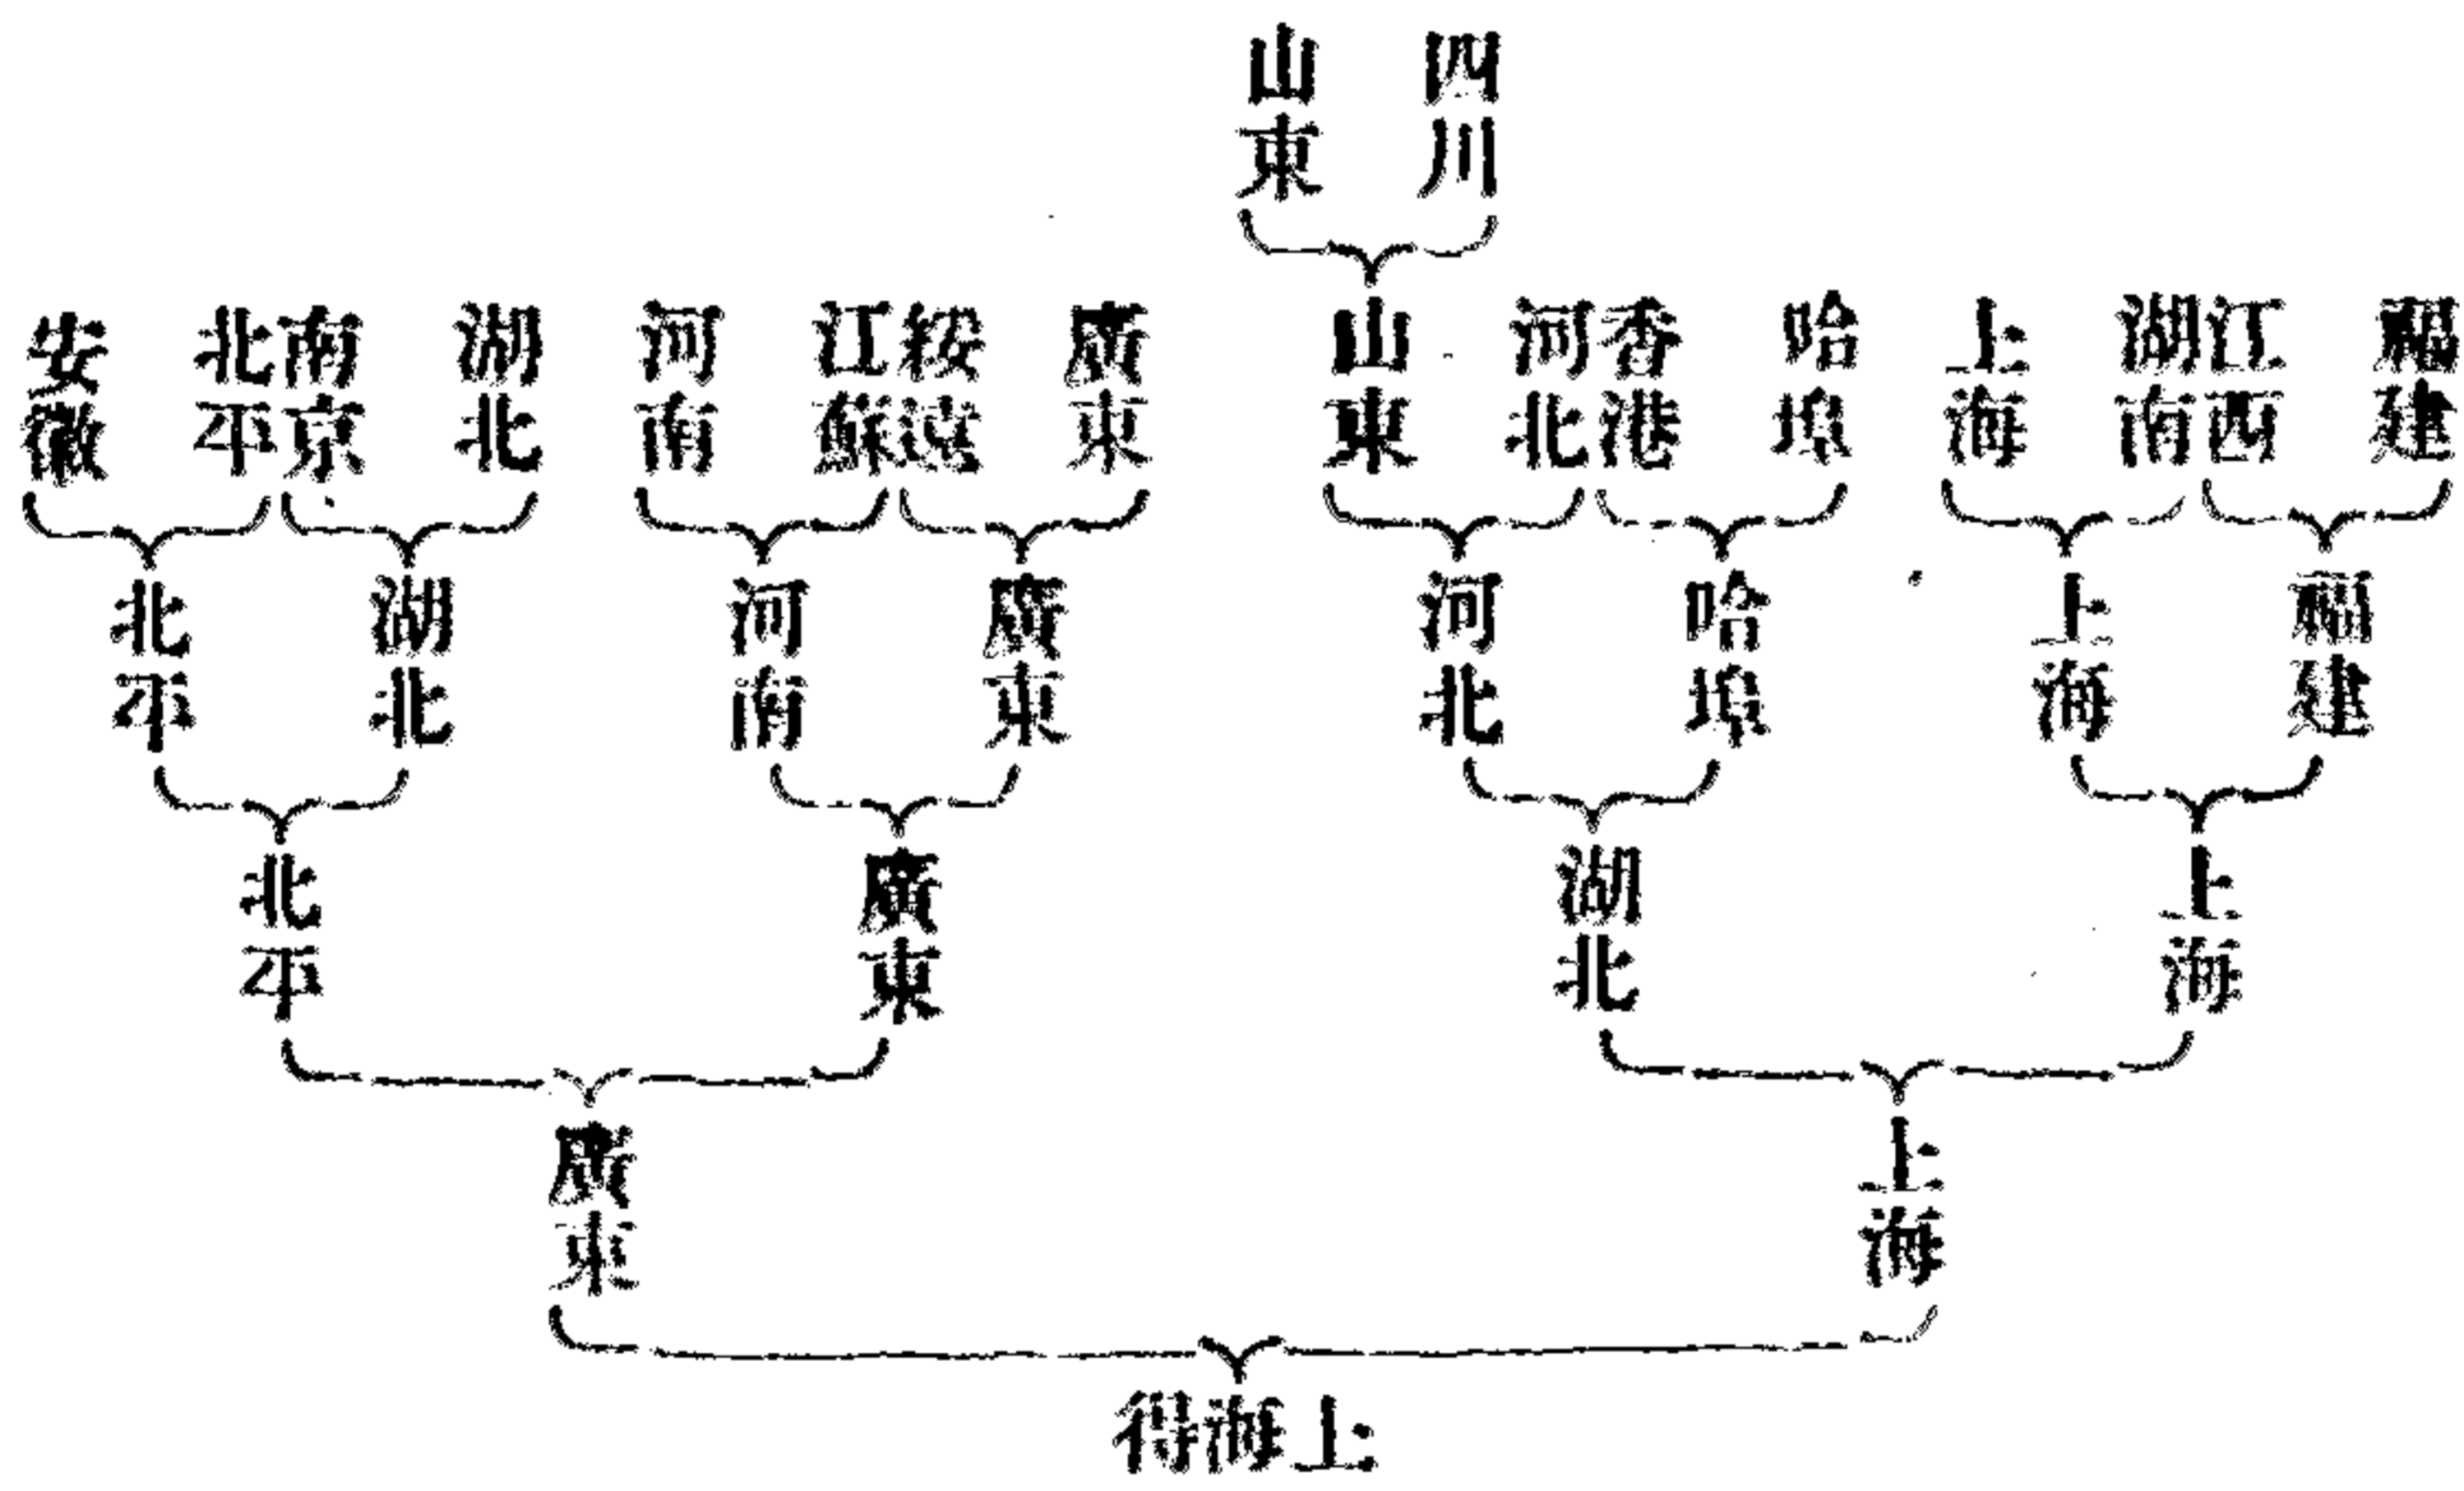 四川
山東
福建
江西
湖南
上海
哈埠
香港
河北
山東
廣東
綏遠
江蘇
河南
湖北
南京
北平
安徽
福建
上海
哈埠
河北
廣東
河南
湖北
北平
上海
湖北
廣東
北平
上海
廣東
上海得